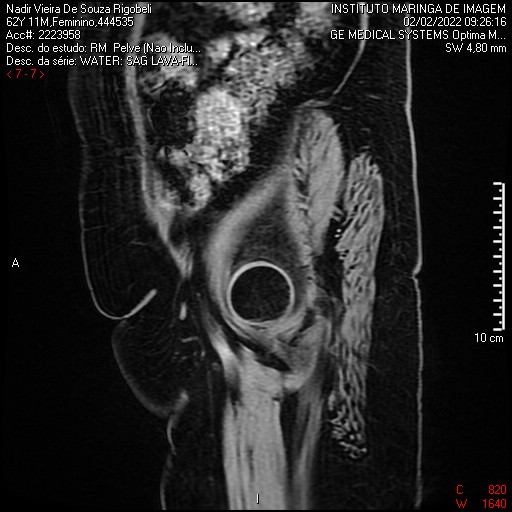 Nadir Vieira De Souza Rigobeli
62Y 11M,Feminino,444535
Acc#: 2223958
Desc. do estudo: RM Pelve (Nao Inclu...
Desc. da série: WATER: SAG LAVA-Fl...
< 7 - 7 >
INSTITUTO MARINGA DE IMAGEM
02/02/2022 09:26:16
GE MEDICAL SYSTEMS Optima M...
SW 4,80 mm
A
10 cm
I
C 820
W 1640